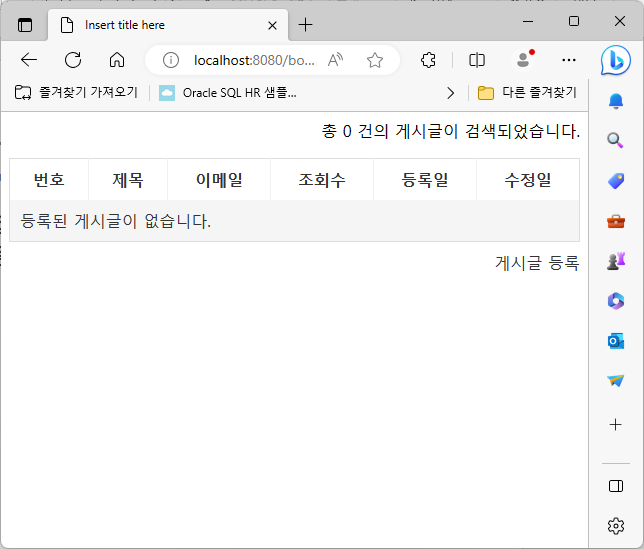 Insert title here
localhost:8080/bo...
즐겨찾기 가져오기
Oracle SQL HR 샘플...
다른 즐겨찾기
총 0 건의 게시글이 검색되었습니다.
번호 제목 이메일 조회수 등록일 수정일
등록된 게시글이 없습니다.
게시글 등록